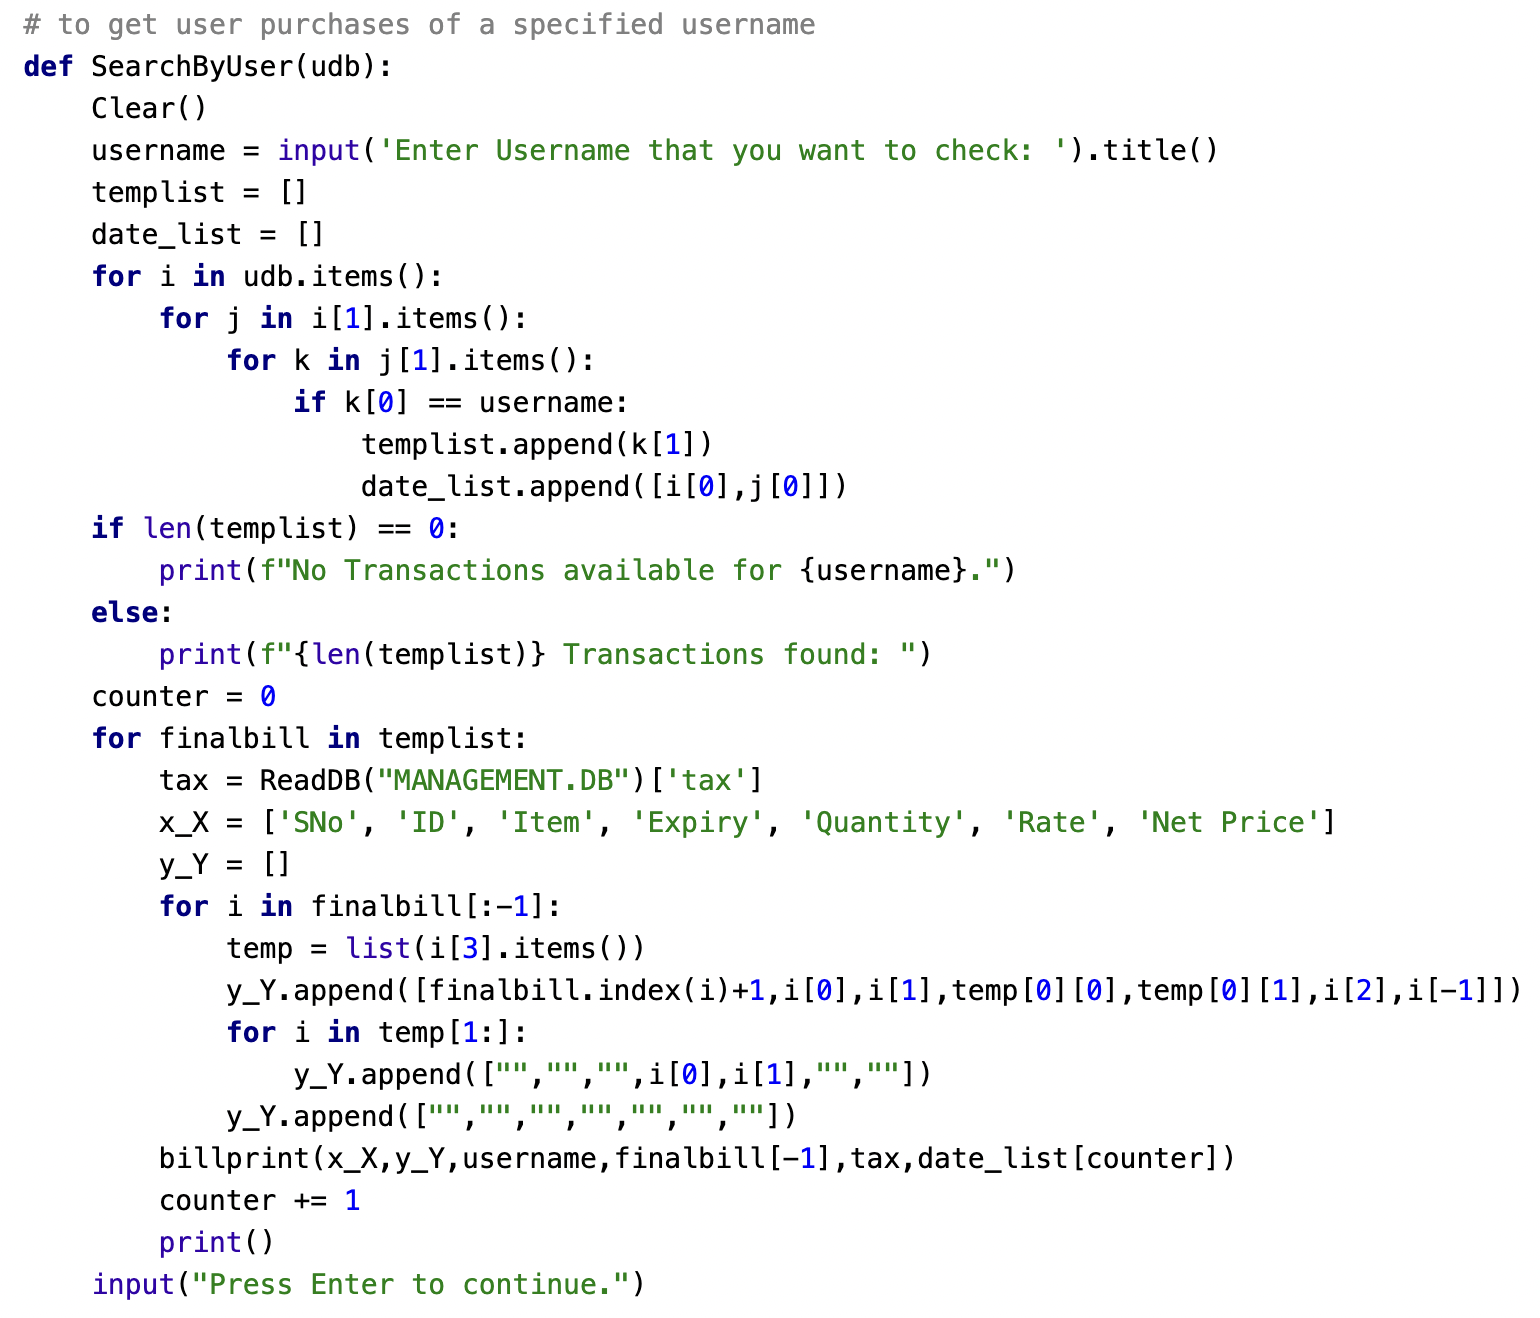 # to get user purchases of a specified username
def SearchByUser(udb):
    Clear()
    username = input('Enter Username that you want to check: ').title()
    templist = []
    date_list = []
    for i in udb.items():
        for j in i[1].items():
            for k in j[1].items():
                if k[0] == username:
                    templist.append(k[1])
                    date_list.append([i[0],j[0]])
    if len(templist) == 0:
        print(f"No Transactions available for {username}.")
    else:
        print(f"{len(templist)} Transactions found: ")
    counter = 0
    for finalbill in templist:
        tax = ReadDB("MANAGEMENT.DB")['tax']
        x_X = ['SNo', 'ID', 'Item', 'Expiry', 'Quantity', 'Rate', 'Net Price']
        y_Y = []
        for i in finalbill[:-1]:
            temp = list(i[3].items())
            y_Y.append([finalbill.index(i)+1,i[0],i[1],temp[0][0],temp[0][1],i[2],i[-1]])
            for i in temp[1:]:
                y_Y.append(["","","",i[0],i[1],"",""])
            y_Y.append(["","","","","","",""])
        billprint(x_X,y_Y,username,finalbill[-1],tax,date_list[counter])
        counter += 1
        print()
    input("Press Enter to continue.")